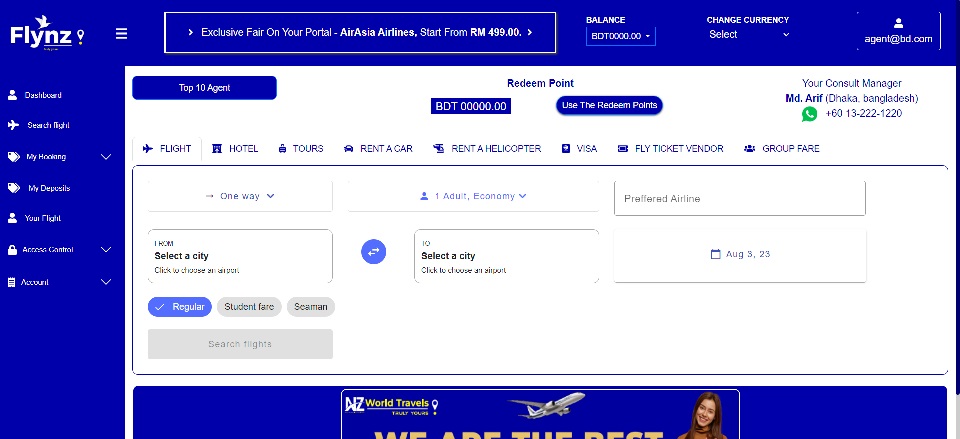 Flynz
Exclusive Fair On Your Portal - AirAsia Airlines, Start From RM 499.00.
BALANCE
BDT0000.00
CHANGE CURRENCY
Select
agent@bd.com
Dashboard
Search flight
My Booking
My Deposits
Your Flight
Access Control
Account
Top 10 Agent
Redeem Point
BDT 00000.00
Use The Redeem Points
Your Consult Manager
Md. Arif (Dhaka, bangladesh)
+60 13-222-1220
FLIGHT
HOTEL
TOURS
RENT A CAR
RENT A HELICOPTER
VISA
FLY TICKET VENDOR
GROUP FARE
One way
1 Adult, Economy
Preffered Airline
FROM
Select a city
Click to choose an airport
TO
Select a city
Click to choose an airport
Aug 3, 23
Regular
Student fare
Seaman
Search flights
NZ World Travels
TRULY YOURS
WE ARE THE BEST